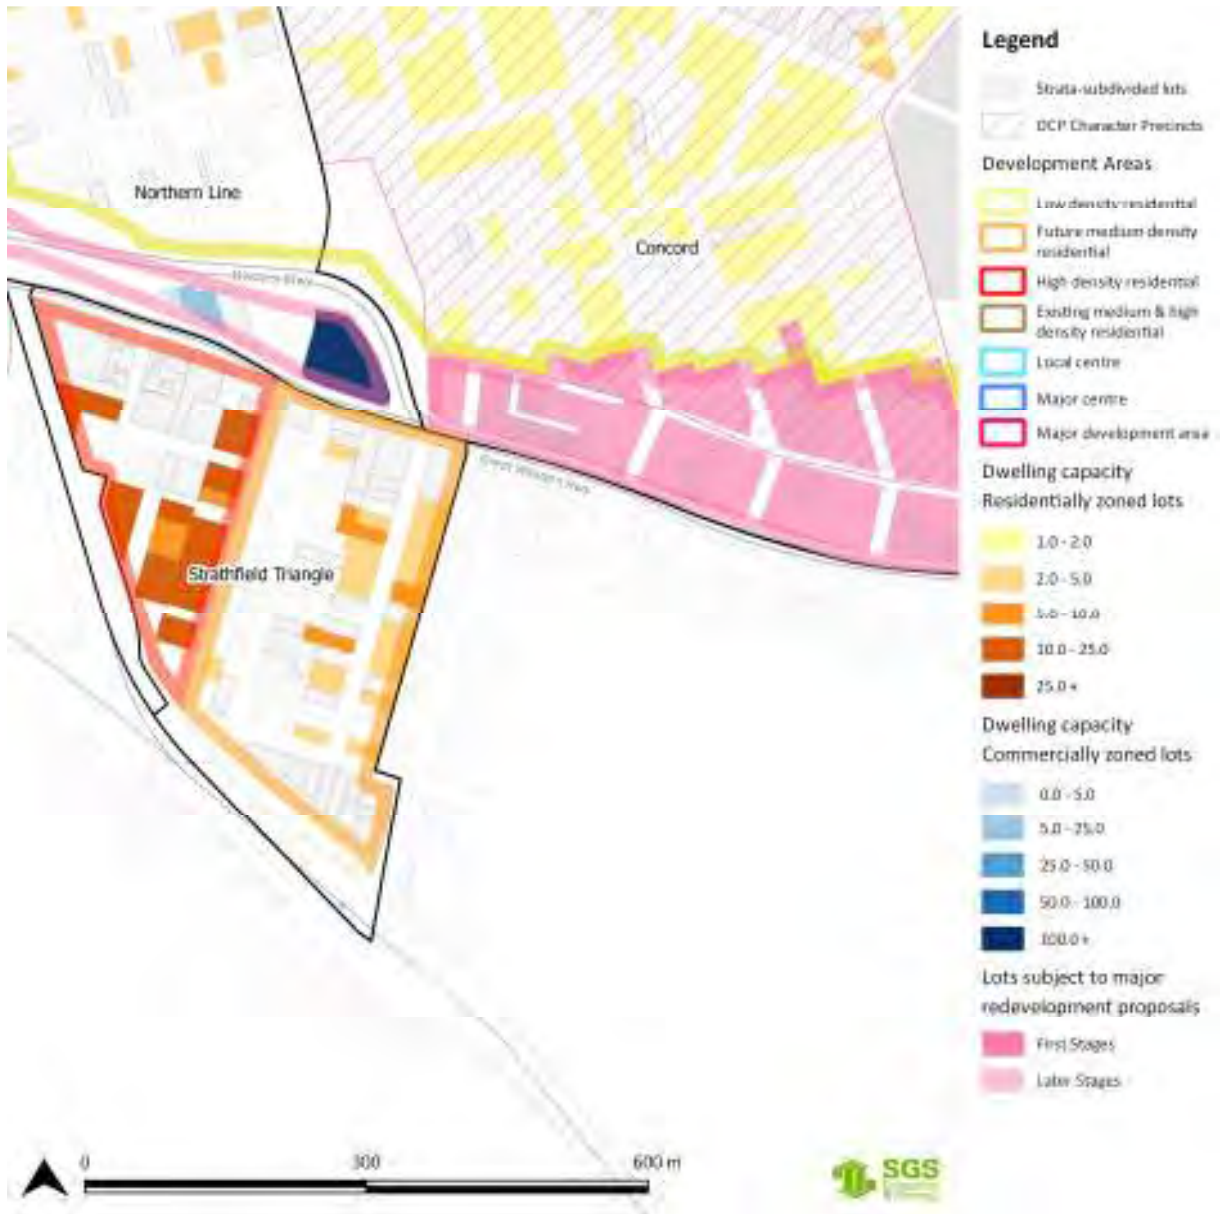 Northern Line
Concord
Western Hwy
Great Western Hwy
Strathfield Triangle
0 300 600 m
Legend
Strata-subdivided lots
DCP Character Precincts
Development Areas
Low density residential
Future medium density
residential
High density residential
Existing medium & high
density residential
Local centre
Major centre
Major development area
Dwelling capacity
Residentially zoned lots
1.0 - 2.0
2.0 - 5.0
5.0 - 10.0
10.0 - 25.0
25.0 +
Dwelling capacity
Commercially zoned lots
0.0 - 5.0
5.0 - 25.0
25.0 - 50.0
50.0 - 100.0
100.0 +
Lots subject to major
redevelopment proposals
First Stages
Later Stages
SGS